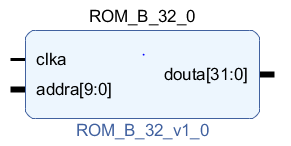 ROM_B_32_0
clka
addra[9:0]
douta[31:0]
ROM_B_32_v1_0